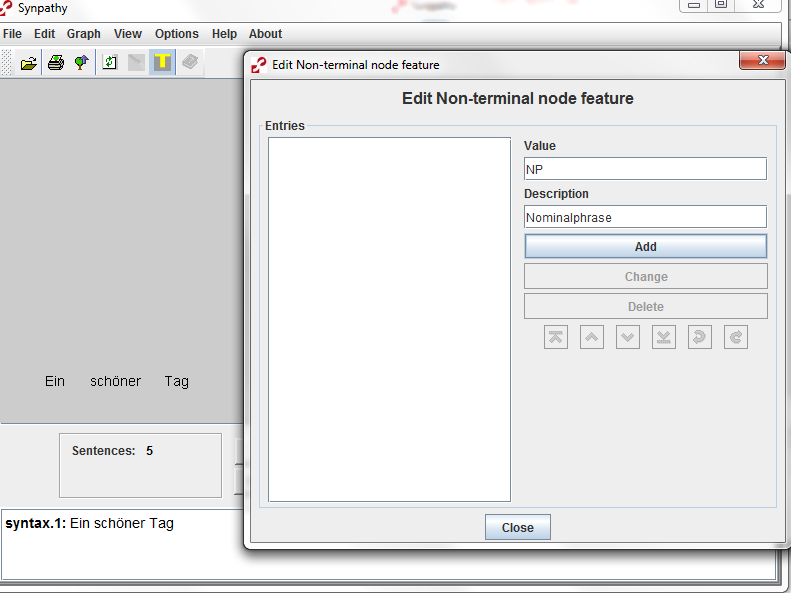 Synpathy
File Edit Graph View Options Help About
T
Edit Non-terminal node feature
Edit Non-terminal node feature
Entries
Value
NP
Description
Nominalphrase
Add
Change
Delete
Close
Ein schöner Tag
Sentences: 5
syntax.1: Ein schöner Tag